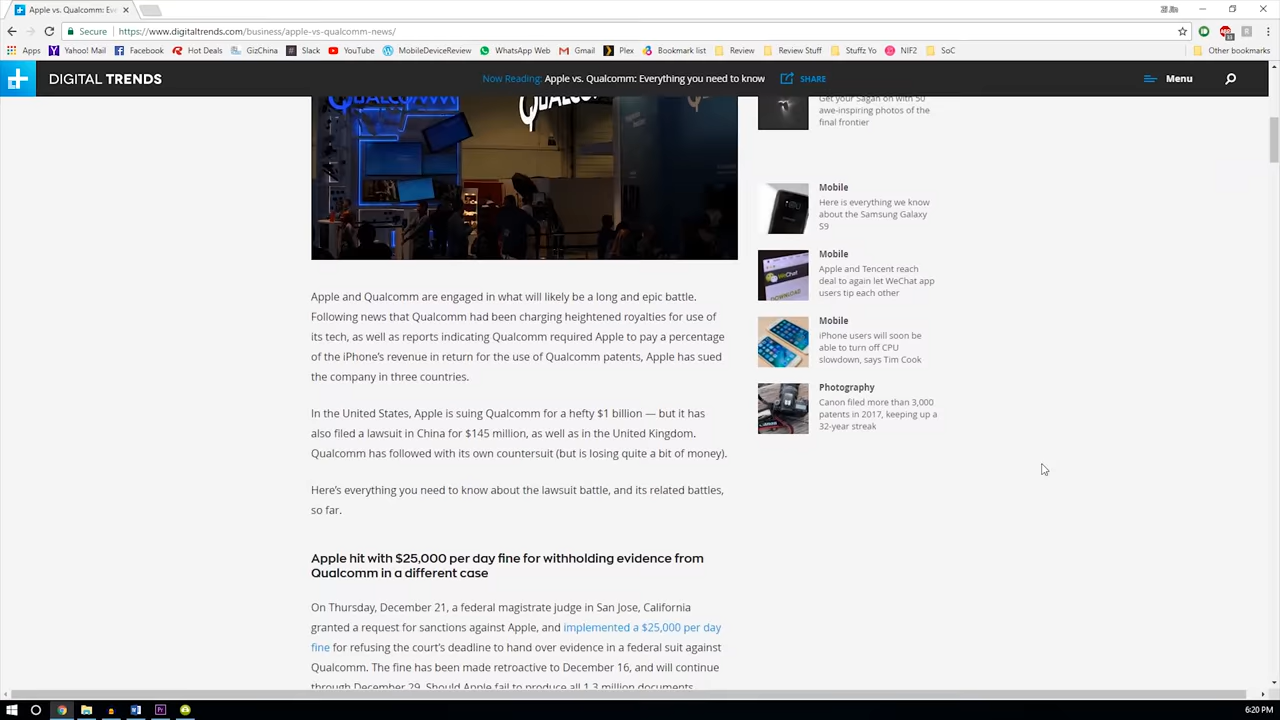 Apple vs. Qualcomm: Ev
Secure
https://www.digitaltrends.com/business/apple-vs-qualcomm-news/
Apps
Yahoo! Mail
Facebook
Hot Deals
GizChina
Slack
YouTube
MobileDeviceReview
WhatsApp Web
Gmail
Plex
Bookmark list
Review
Review Stuff
Stuffz Yo
NIF2
SoC
Other bookmarks
DIGITAL TRENDS
Now Reading: Apple vs. Qualcomm: Everything you need to know
SHARE
Menu
QUALCOMM
QUALCOMM
Get your Sagan on with 50
awe-inspiring photos of the
final frontier
Mobile
Here is everything we know
about the Samsung Galaxy
S9
Mobile
Apple and Tencent reach
deal to again let WeChat app
users tip each other
Mobile
iPhone users will soon be
able to turn off CPU
slowdown, says Tim Cook
Photography
Canon filed more than 3,000
patents in 2017, keeping up a
32-year streak
Apple and Qualcomm are engaged in what will likely be a long and epic battle.
Following news that Qualcomm had been charging heightened royalties for use of
its tech, as well as reports indicating Qualcomm required Apple to pay a percentage
of the iPhone's revenue in return for the use of Qualcomm patents, Apple has sued
the company in three countries.
In the United States, Apple is suing Qualcomm for a hefty $1 billion — but it has
also filed a lawsuit in China for $145 million, as well as in the United Kingdom.
Qualcomm has followed with its own countersuit (but is losing quite a bit of money).
Here's everything you need to know about the lawsuit battle, and its related battles,
so far.
Apple hit with $25,000 per day fine for withholding evidence from
Qualcomm in a different case
On Thursday, December 21, a federal magistrate judge in San Jose, California
granted a request for sanctions against Apple, and implemented a $25,000 per day
fine for refusing the court's deadline to hand over evidence in a federal suit against
Qualcomm. The fine has been made retroactive to December 16, and will continue
through December 29. Should Apple fail to produce all 1.3 million documents
6:20 PM